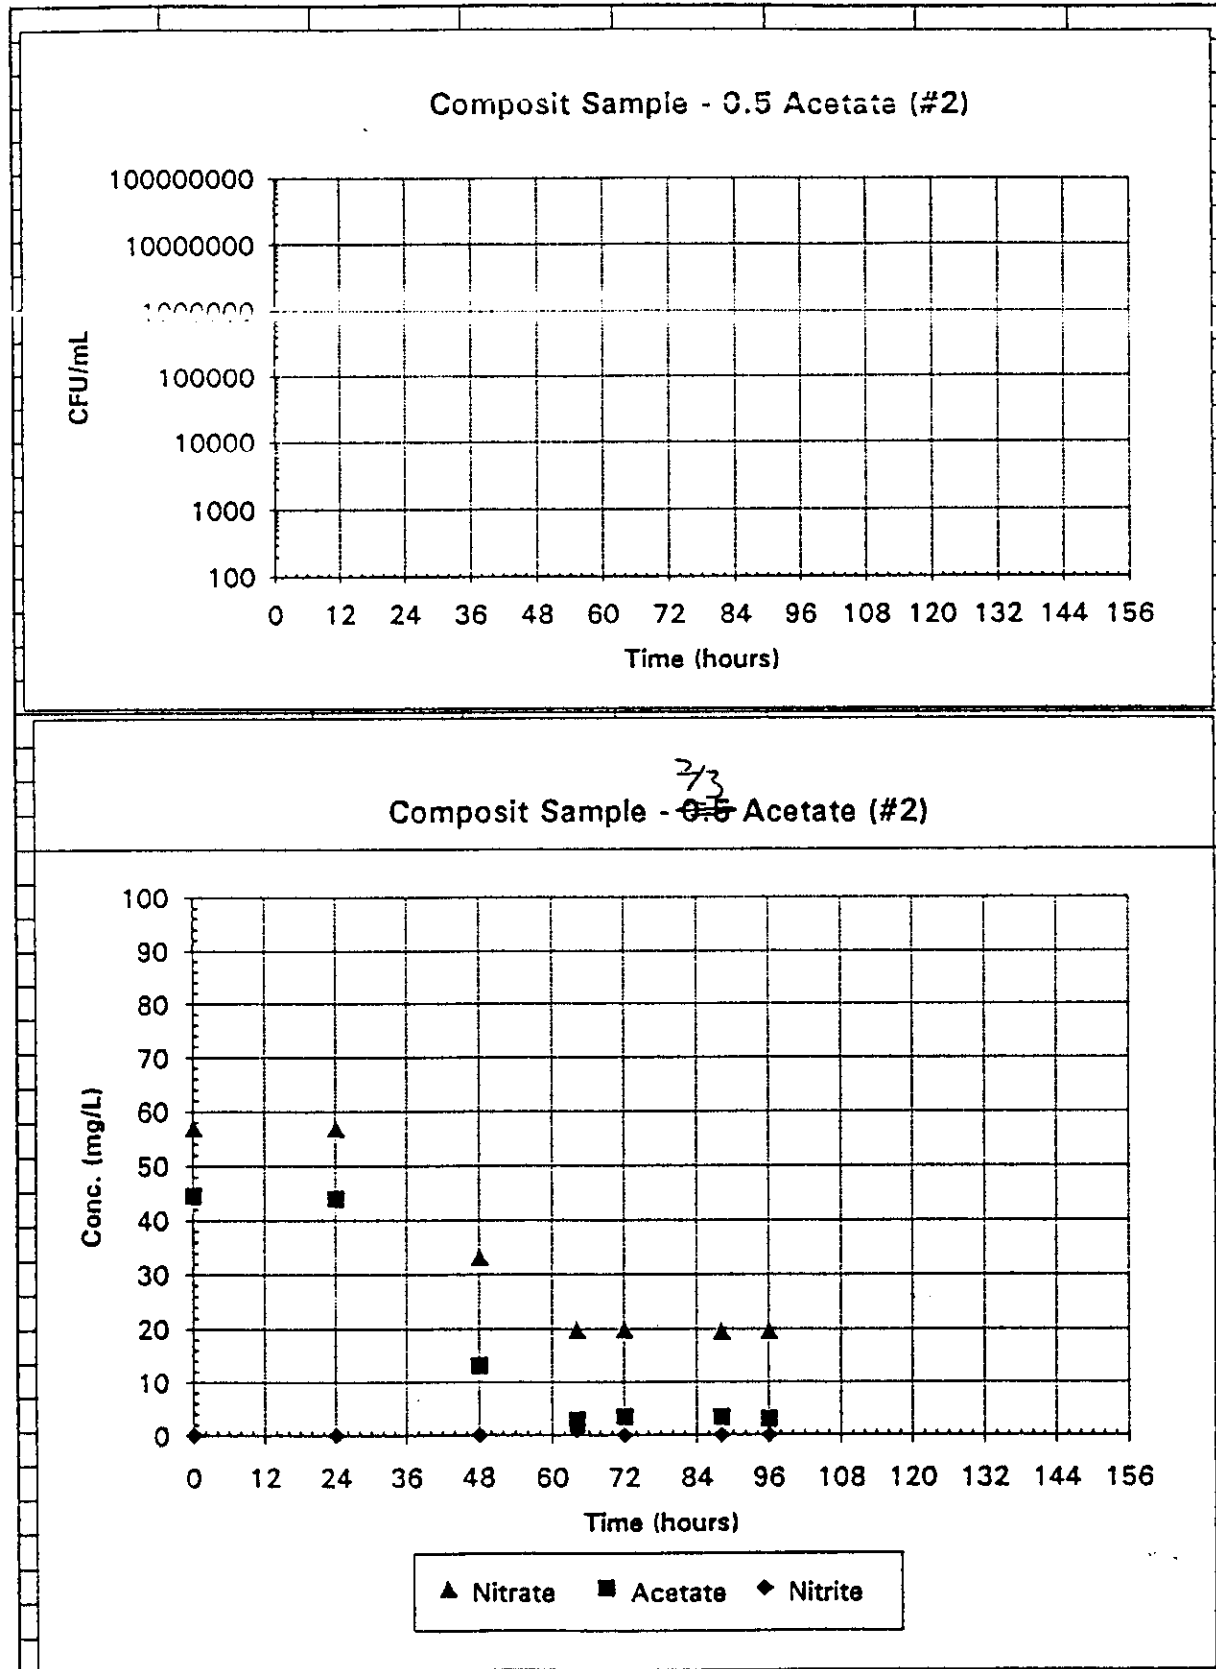 Composit Sample - 0.5 Acetate (#2)
100000000
10000000
1000000
100000
10000
1000
100
CFU/mL
0 12 24 36 48 60 72 84 96 108 120 132 144 156
Time (hours)
2/3
Composit Sample - 0.5 Acetate (#2)
100
90
80
70
60
50
40
30
20
10
0
Conc. (mg/L)
0 12 24 36 48 60 72 84 96 108 120 132 144 156
Time (hours)
Nitrate Acetate Nitrite